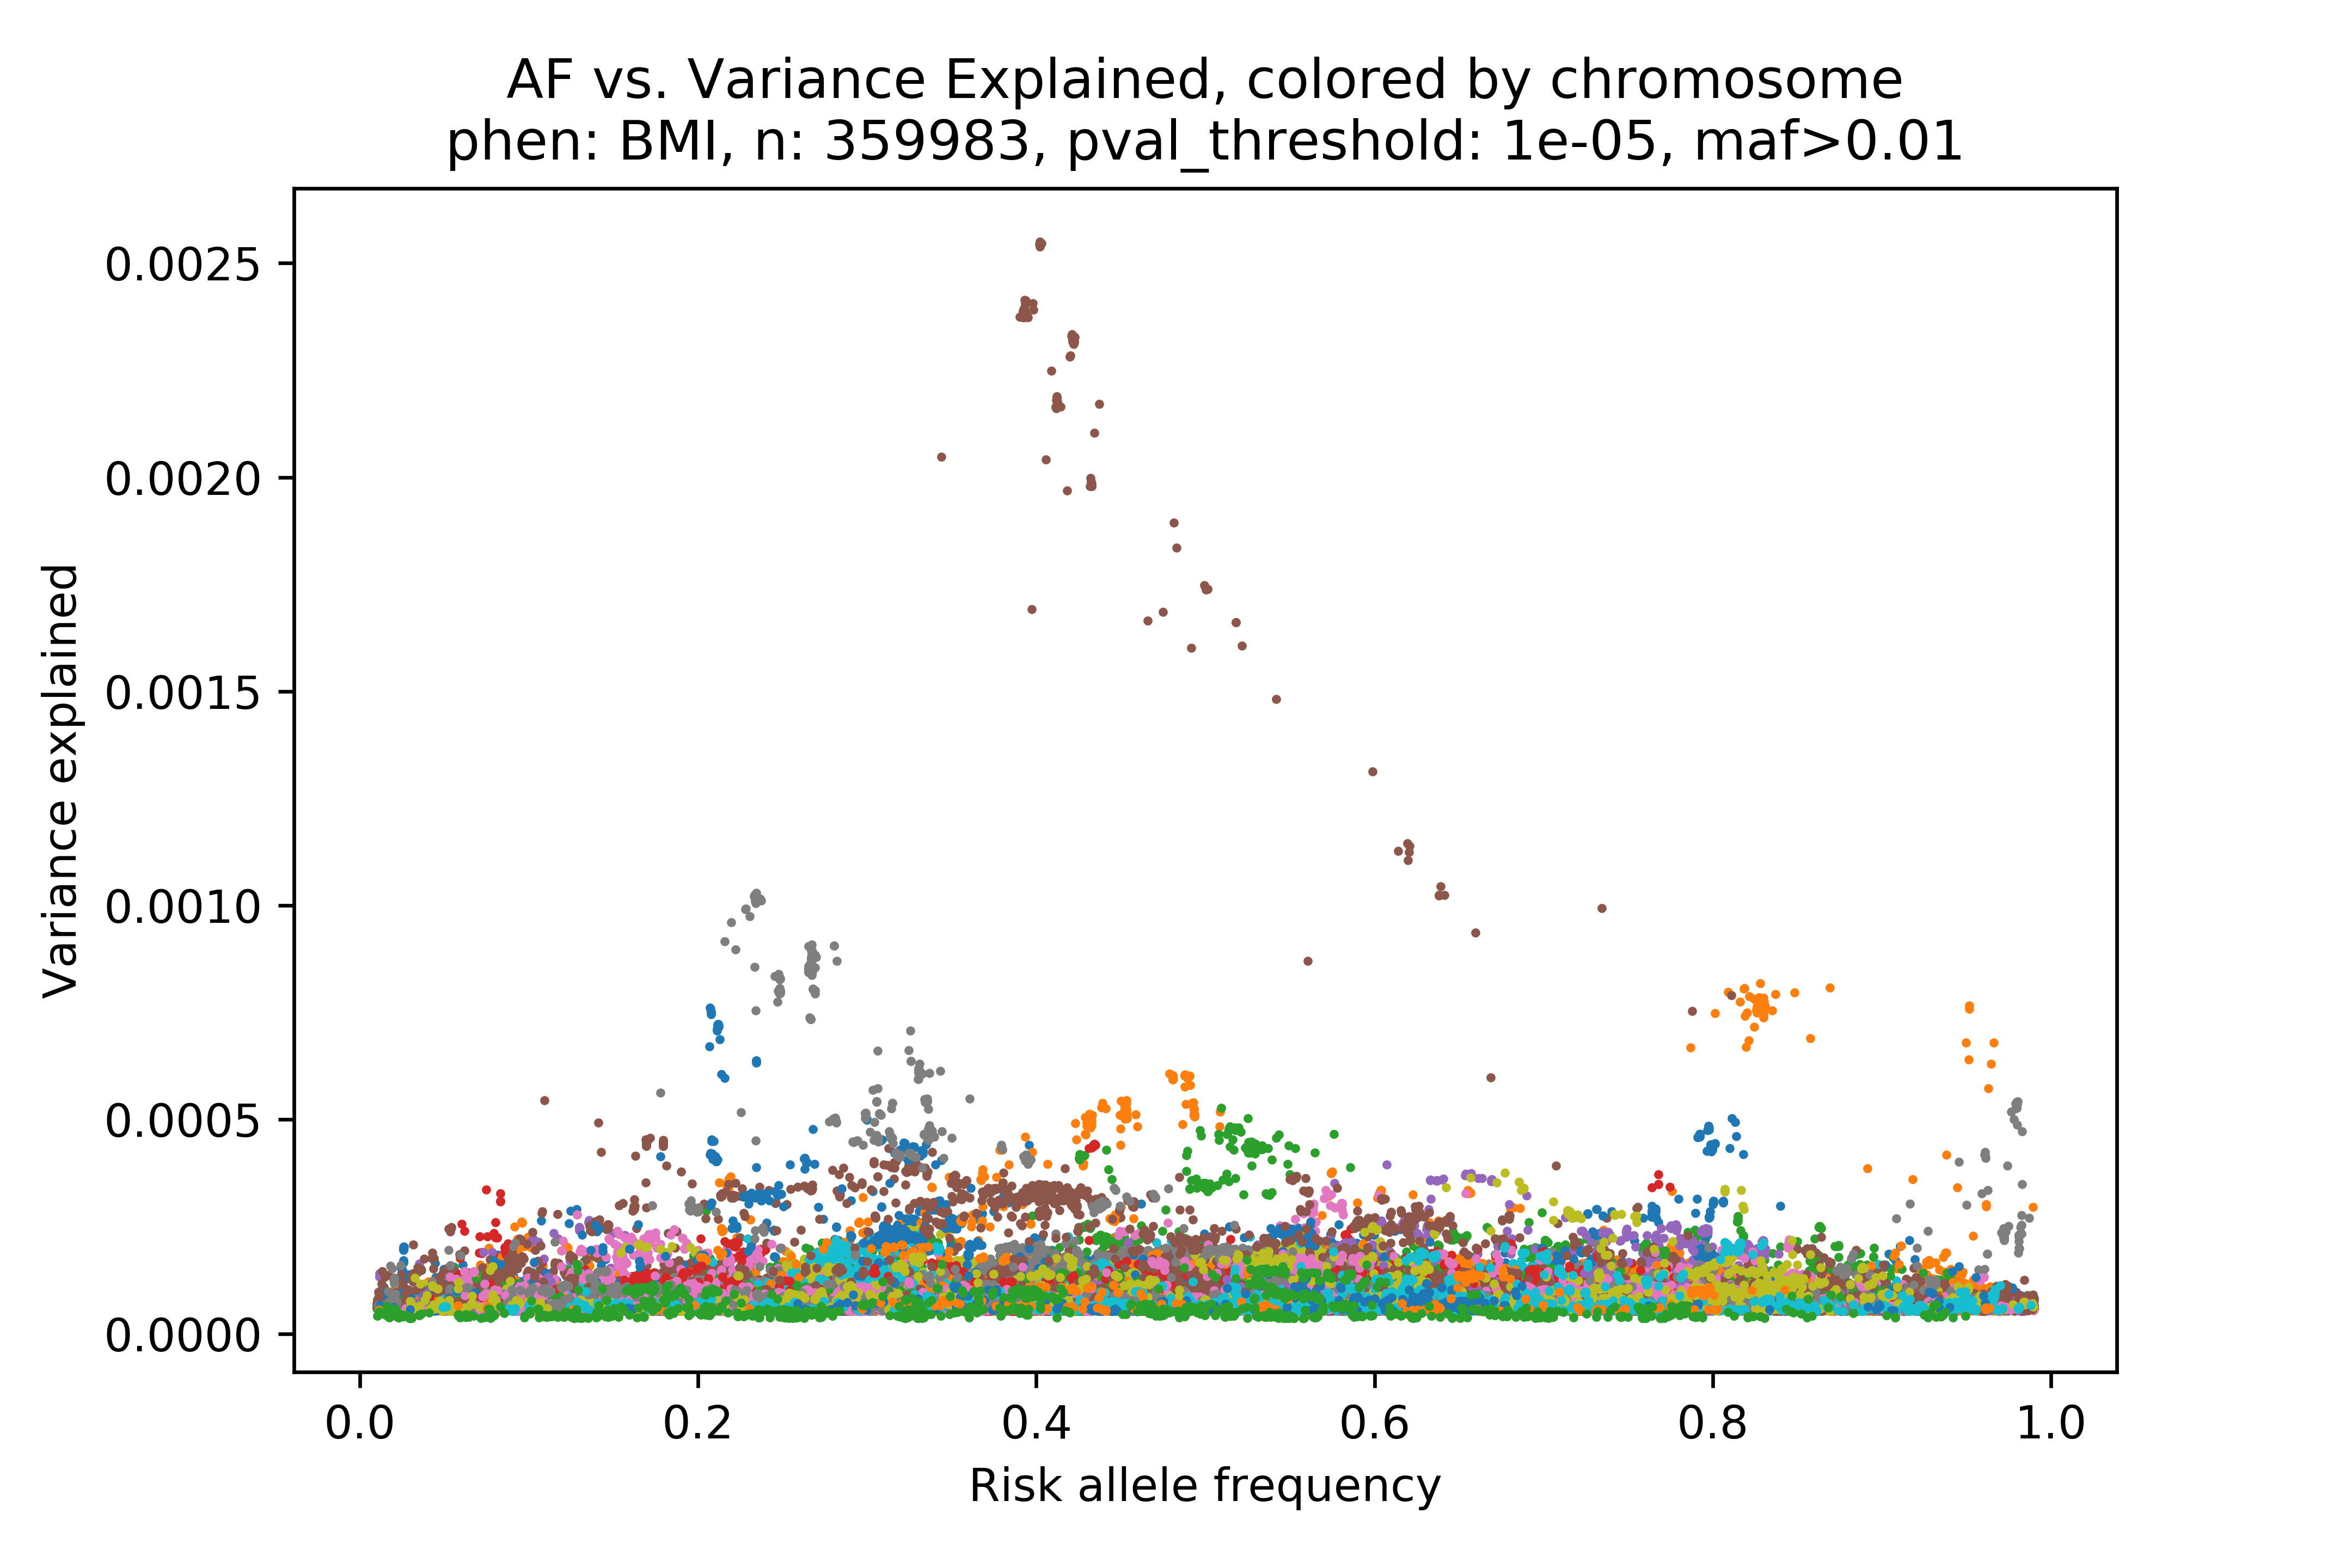 AF vs. Variance Explained, colored by chromosome
phen: BMI, n: 359983, pval_threshold: 1e-05, maf>0.01
0.0025
0.0020
0.0015
0.0010
0.0005
0.0000
Variance explained
0.0 0.2 0.4 0.6 0.8 1.0
Risk allele frequency